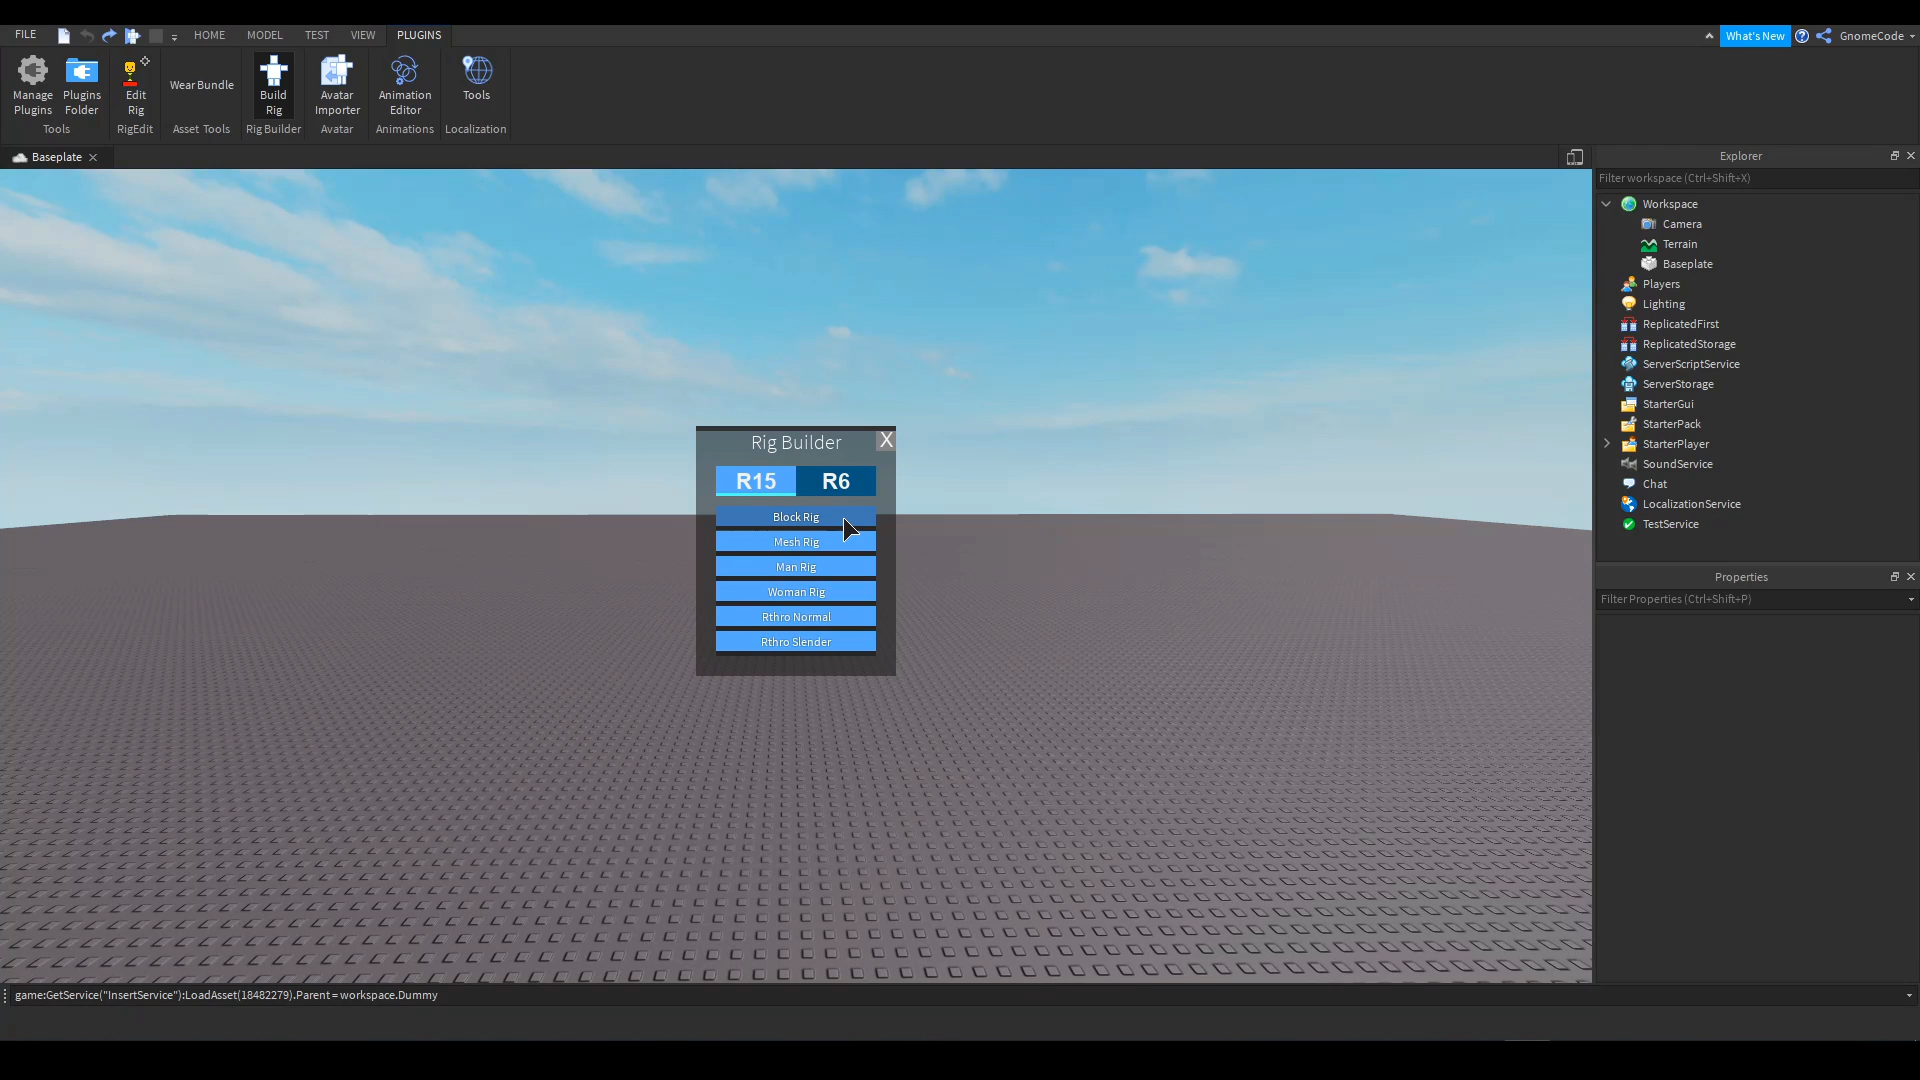 FILE HOME MODEL TEST VIEW PLUGINS What's New GnomeCode
Manage Plugins
Plugins Folder
Edit Rig
Wear Bundle
Build Rig
Avatar Importer
Animation Editor
Tools
Tools RigEdit Asset Tools Rig Builder Avatar Animations Localization
Baseplate
Rig Builder X
R15 R6
Block Rig
Mesh Rig
Man Rig
Woman Rig
Rthro Normal
Rthro Slender
Explorer
Filter workspace (Ctrl+Shift+X)
Workspace
Camera
Terrain
Baseplate
Players
Lighting
ReplicatedFirst
ReplicatedStorage
ServerScriptService
ServerStorage
StarterGui
StarterPack
StarterPlayer
SoundService
Chat
LocalizationService
TestService
Properties
Filter Properties (Ctrl+Shift+P)
game:GetService("InsertService"):LoadAsset(18482279).Parent = workspace.Dummy